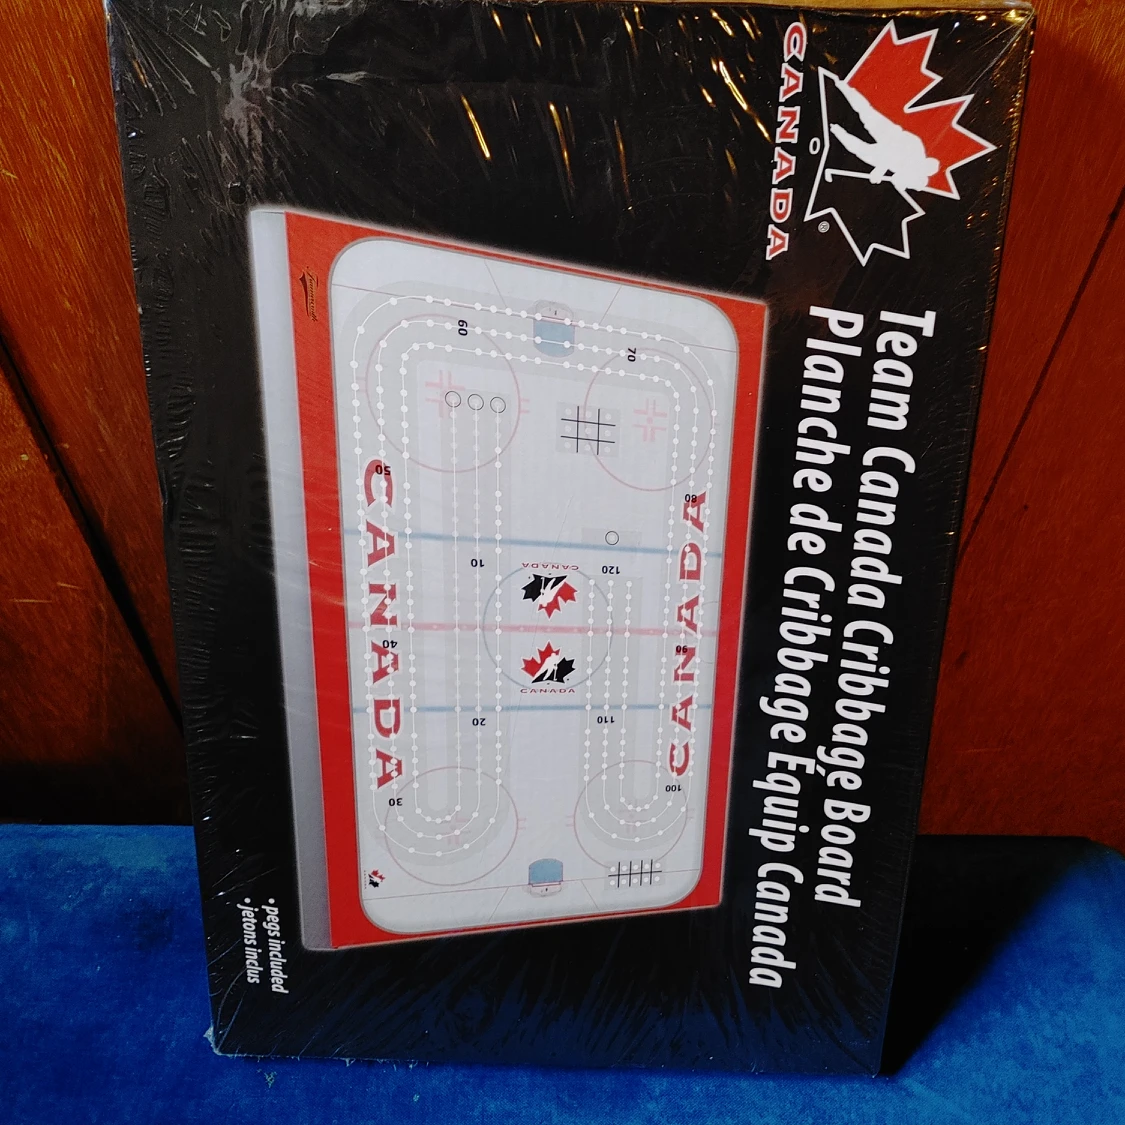 CANADA
®
Team Canada Cribbage Board
Planche de Cribbage Équip Canada
70
80
90
100
CANADA
120
110
CANADA
CANADA
60
10
20
50
40
30
CANADA
• pegs included
• jetons inclus